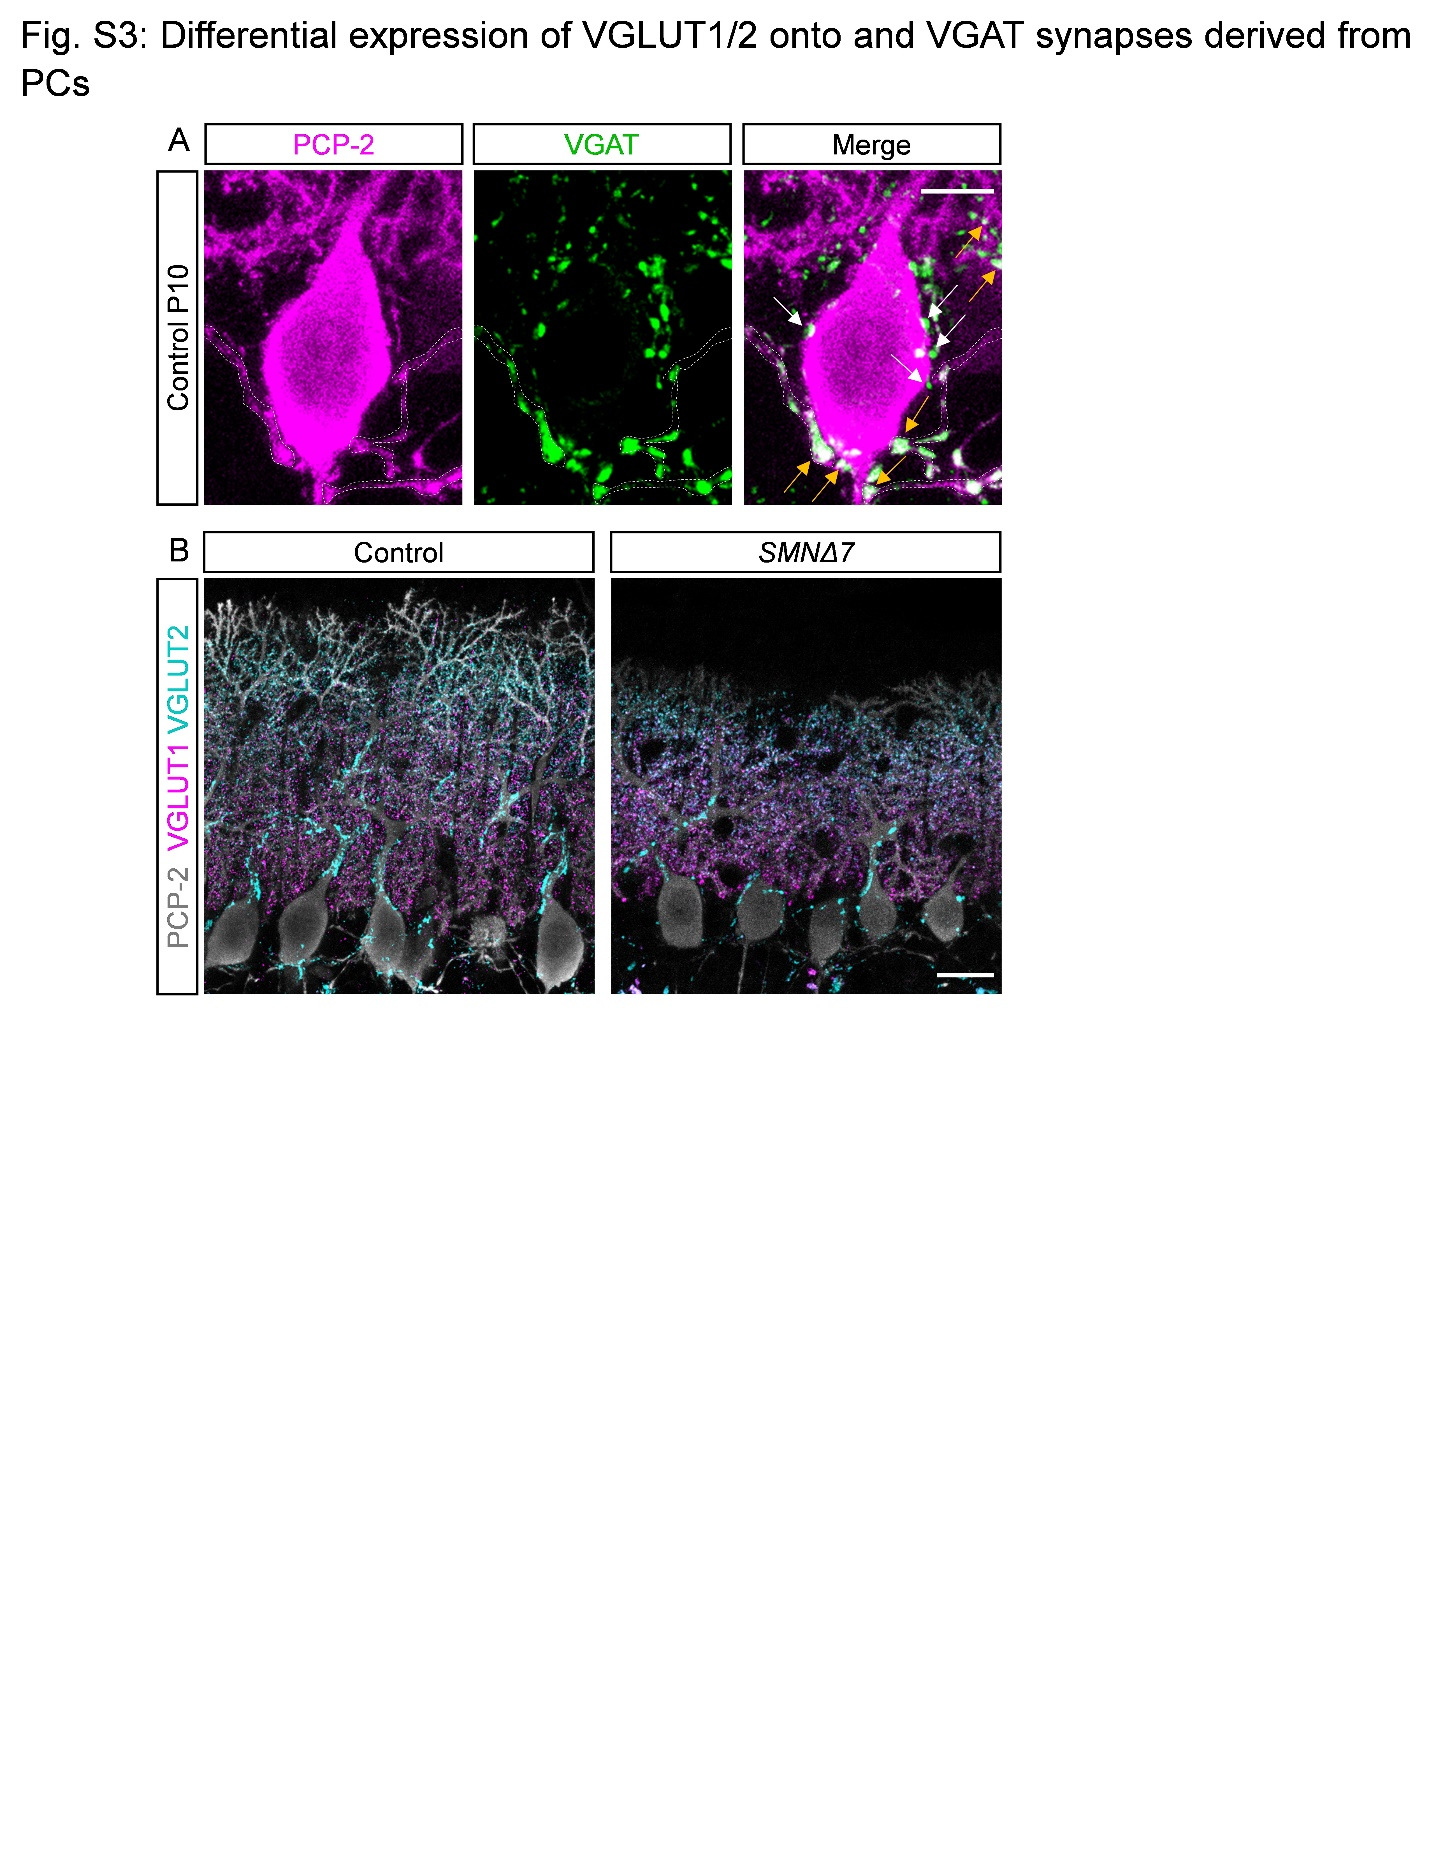 Fig. S3: Differential expression of VGLUT1/2 onto and VGAT synapses derived from
PCs
A
PCP-2
VGAT
Merge
Control P10
B
Control
SMNΔ7
PCP-2 VGLUT1 VGLUT2